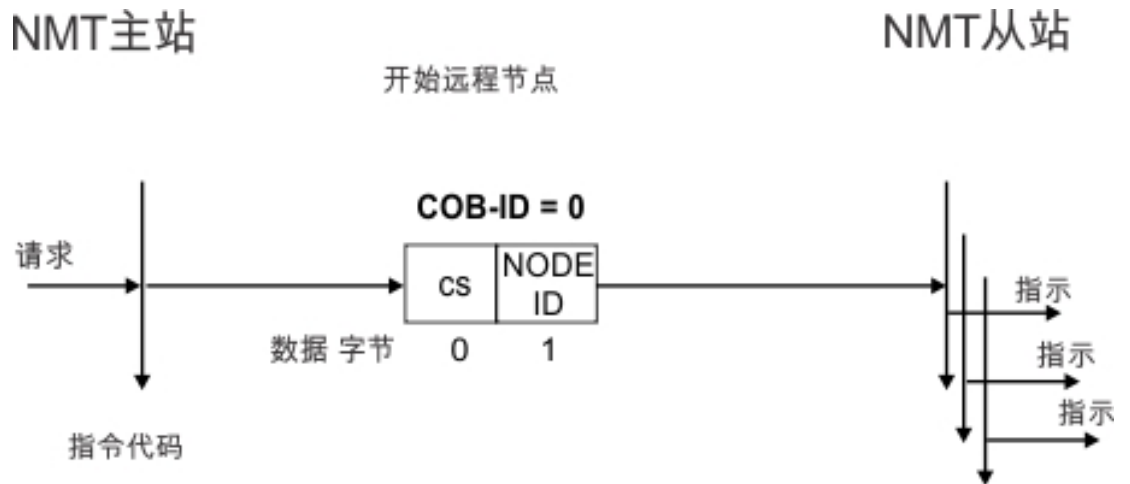 NMT主站
NMT从站
开始远程节点
COB-ID = 0
请求
cs
NODE
ID
指示
数据 字节
0
1
指示
指示
指令代码